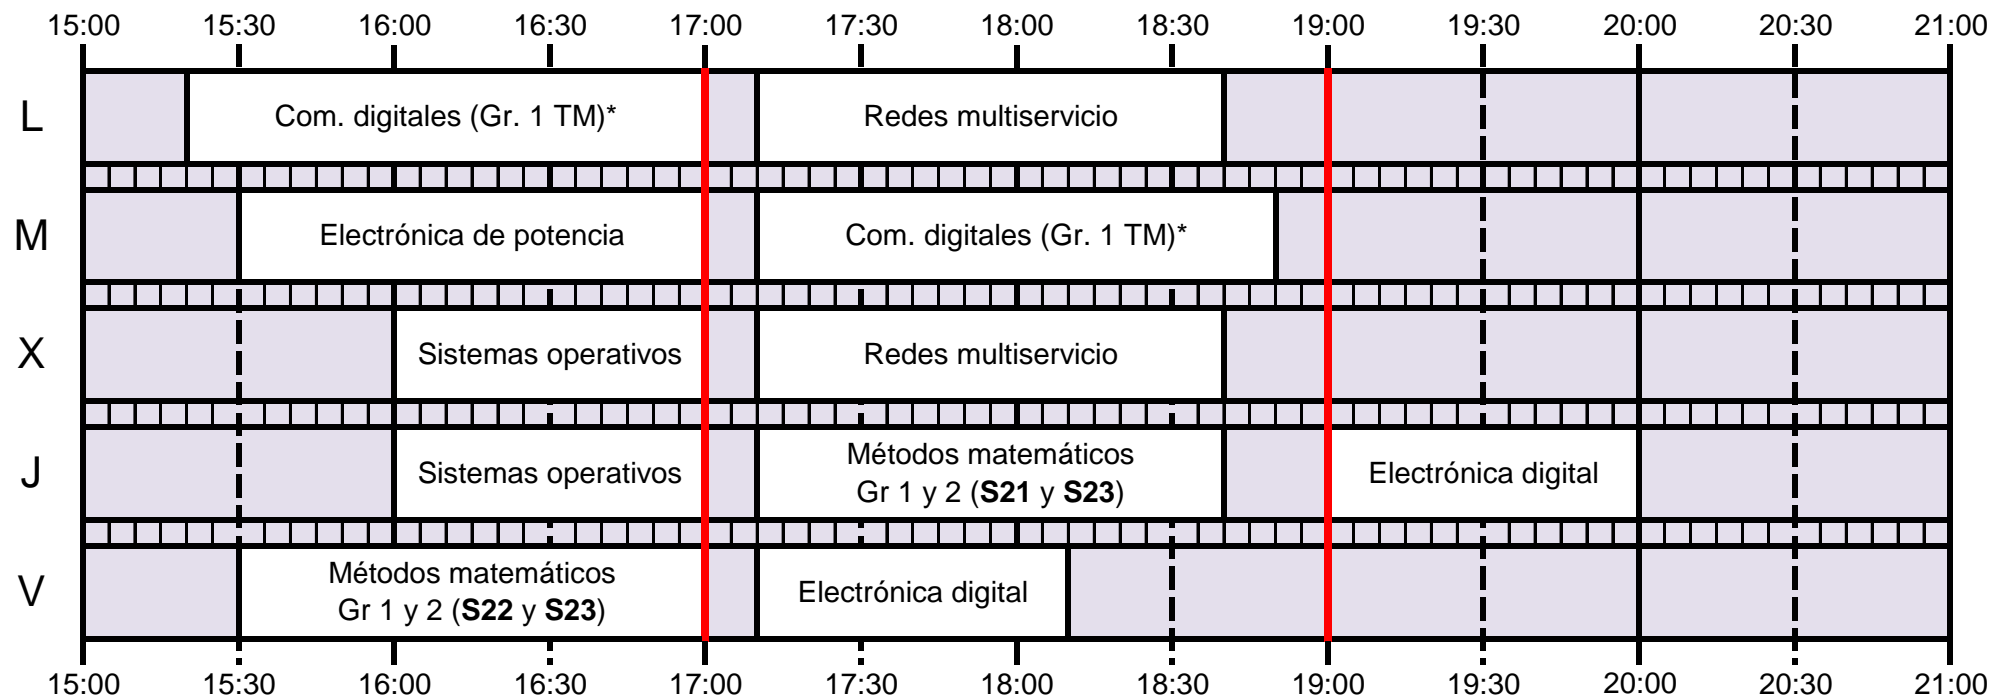 15:00 15:30 16:00 16:30 17:00 17:30 18:00 18:30 19:00 19:30 20:00 20:30 21:00
L Com. digitales (Gr. 1 TM)* Redes multiservicio
M Electrónica de potencia Com. digitales (Gr. 1 TM)*
X Sistemas operativos Redes multiservicio
J Sistemas operativos Métodos matemáticos
Gr 1 y 2 (S21 y S23) Electrónica digital
V Métodos matemáticos
Gr 1 y 2 (S22 y S23) Electrónica digital
15:00 15:30 16:00 16:30 17:00 17:30 18:00 18:30 19:00 19:30 20:00 20:30 21:00